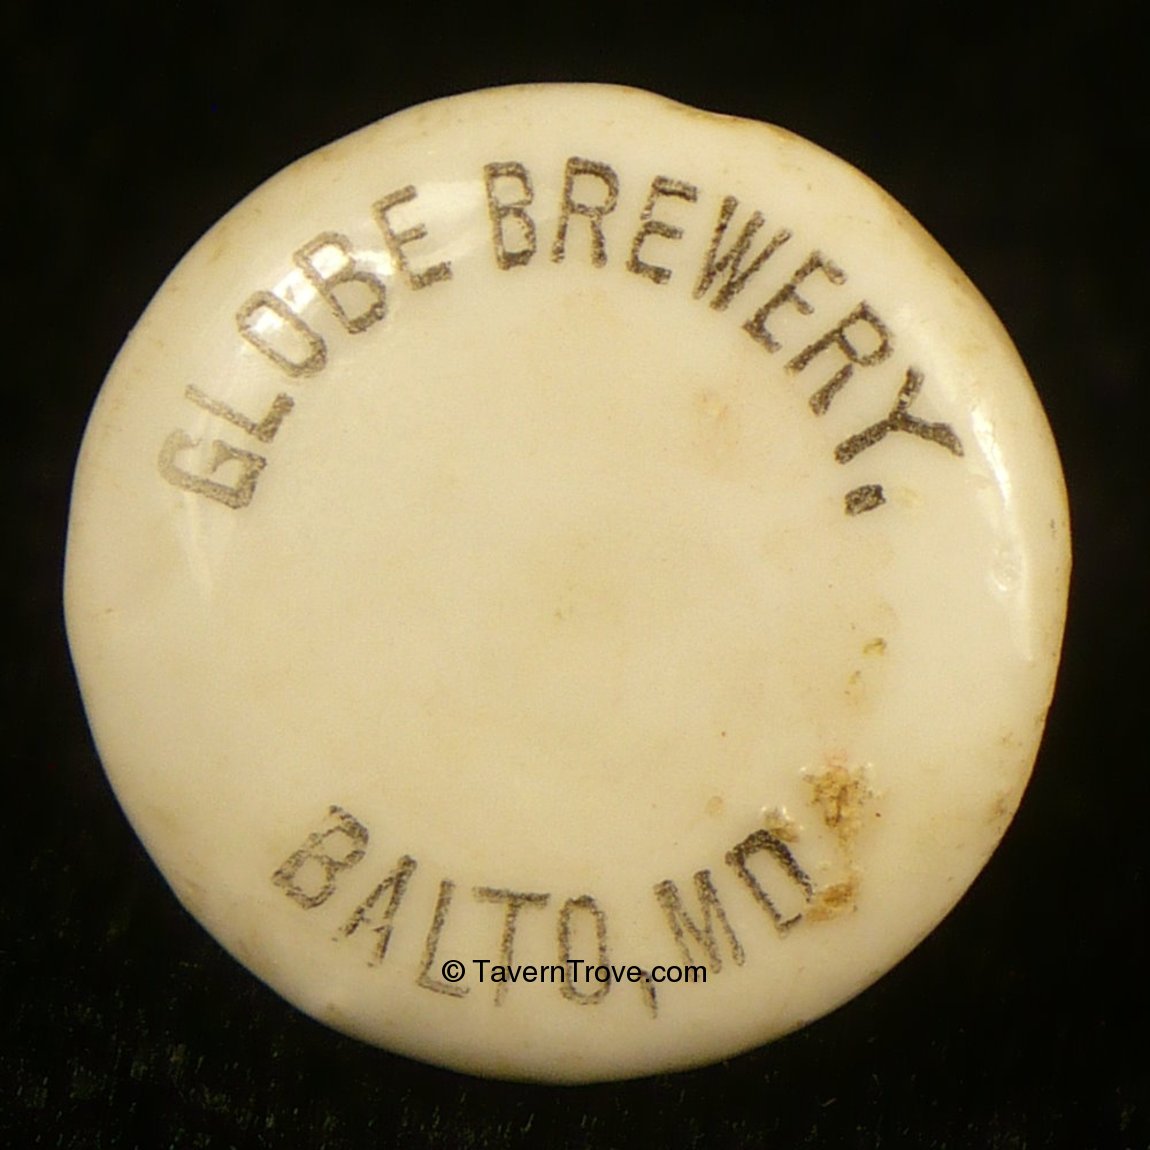 GLOBE BREWERY.
BALTO, MD
© TavernTrove.com